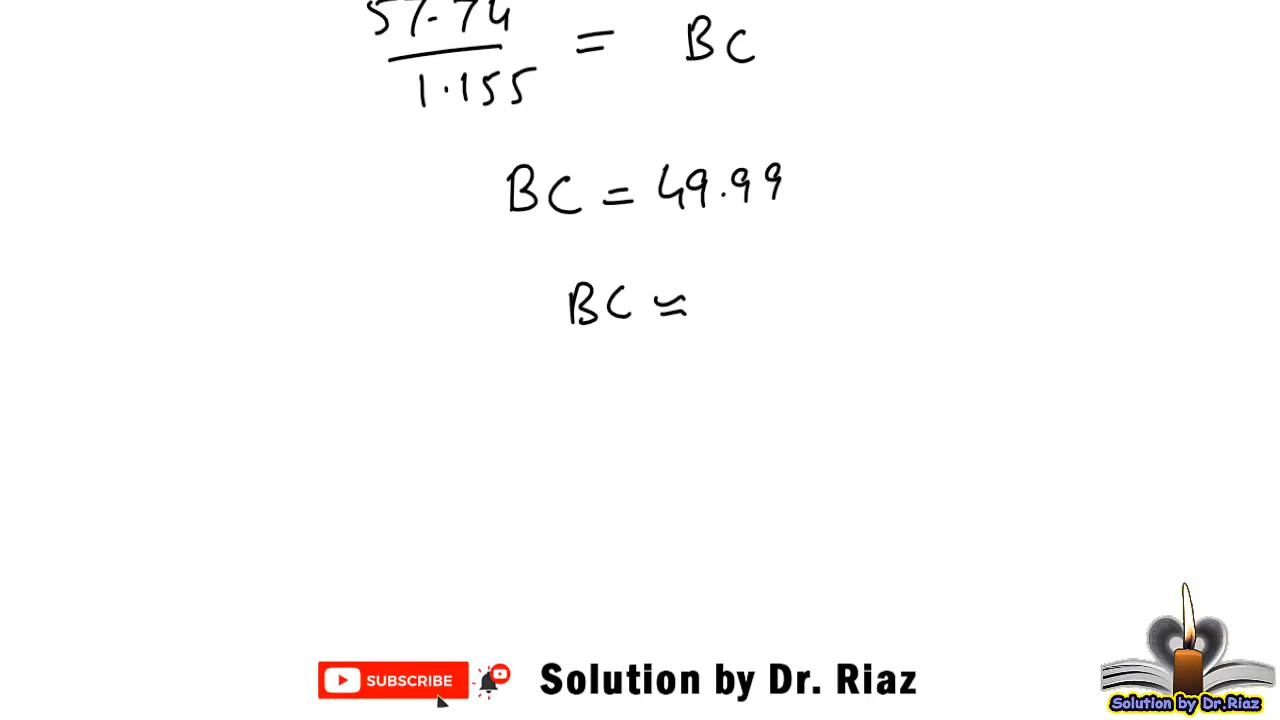 57.74
1.155
= BC
BC = 49.99
BC ≈
SUBSCRIBE
Solution by Dr. Riaz
Solution by Dr.Riaz